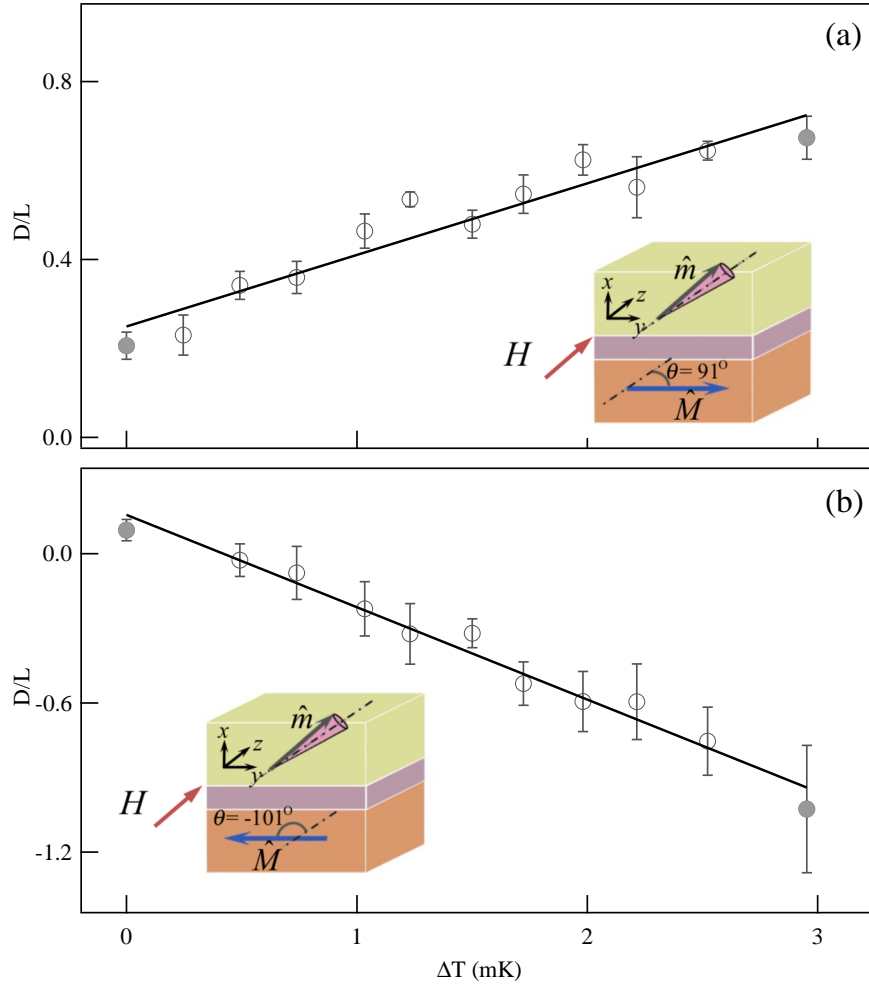 (a)
0.8
D/L
0.4
0.0
m̂
x
z
y
H
θ= 91°
M̂
(b)
0.0
D/L
-0.6
-1.2
m̂
x
z
y
H
θ= -101°
M̂
0 1 2 3
ΔT (mK)